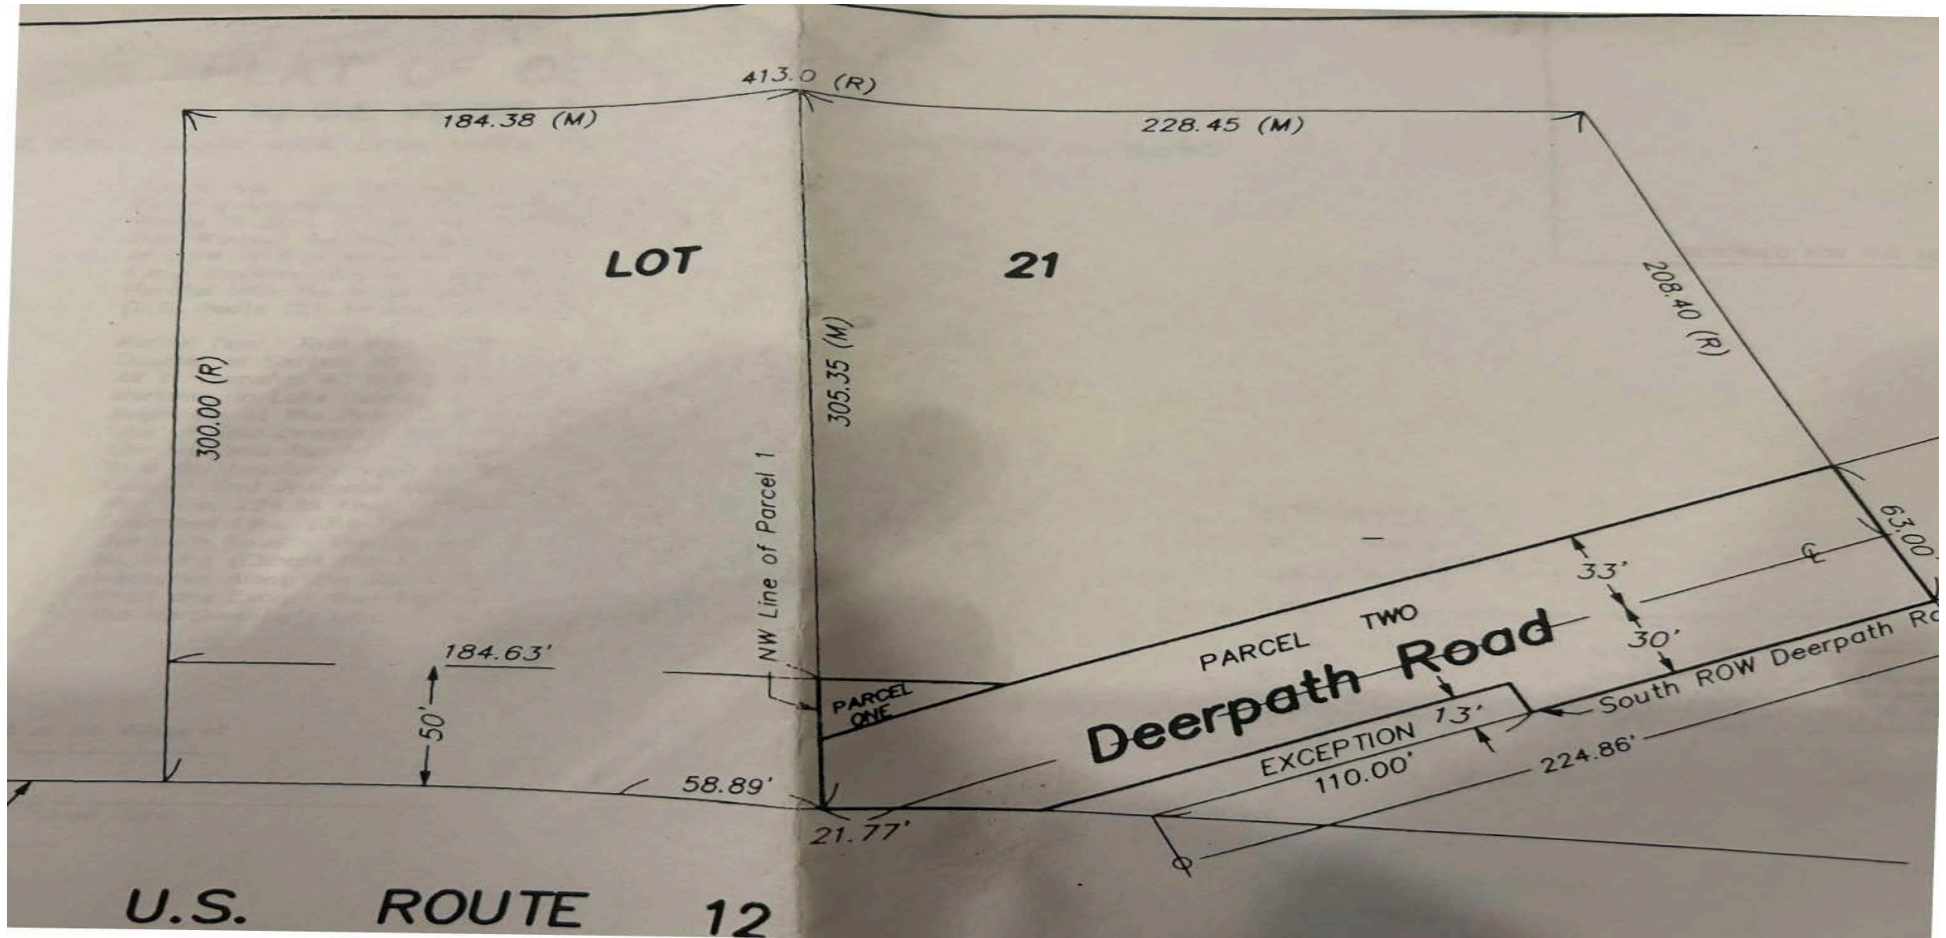 413.0 (R)
184.38 (M)
228.45 (M)
LOT 21
208.40 (R)
300.00 (R)
305.35 (M)
NW Line of Parcel 1
63.00'
℄
33'
PARCEL TWO
30'
184.63'
PARCEL
ONE
Deerpath Road
South ROW Deerpath
50'
13'
EXCEPTION
110.00'
224.86'
58.89'
21.77'
U.S. ROUTE 12